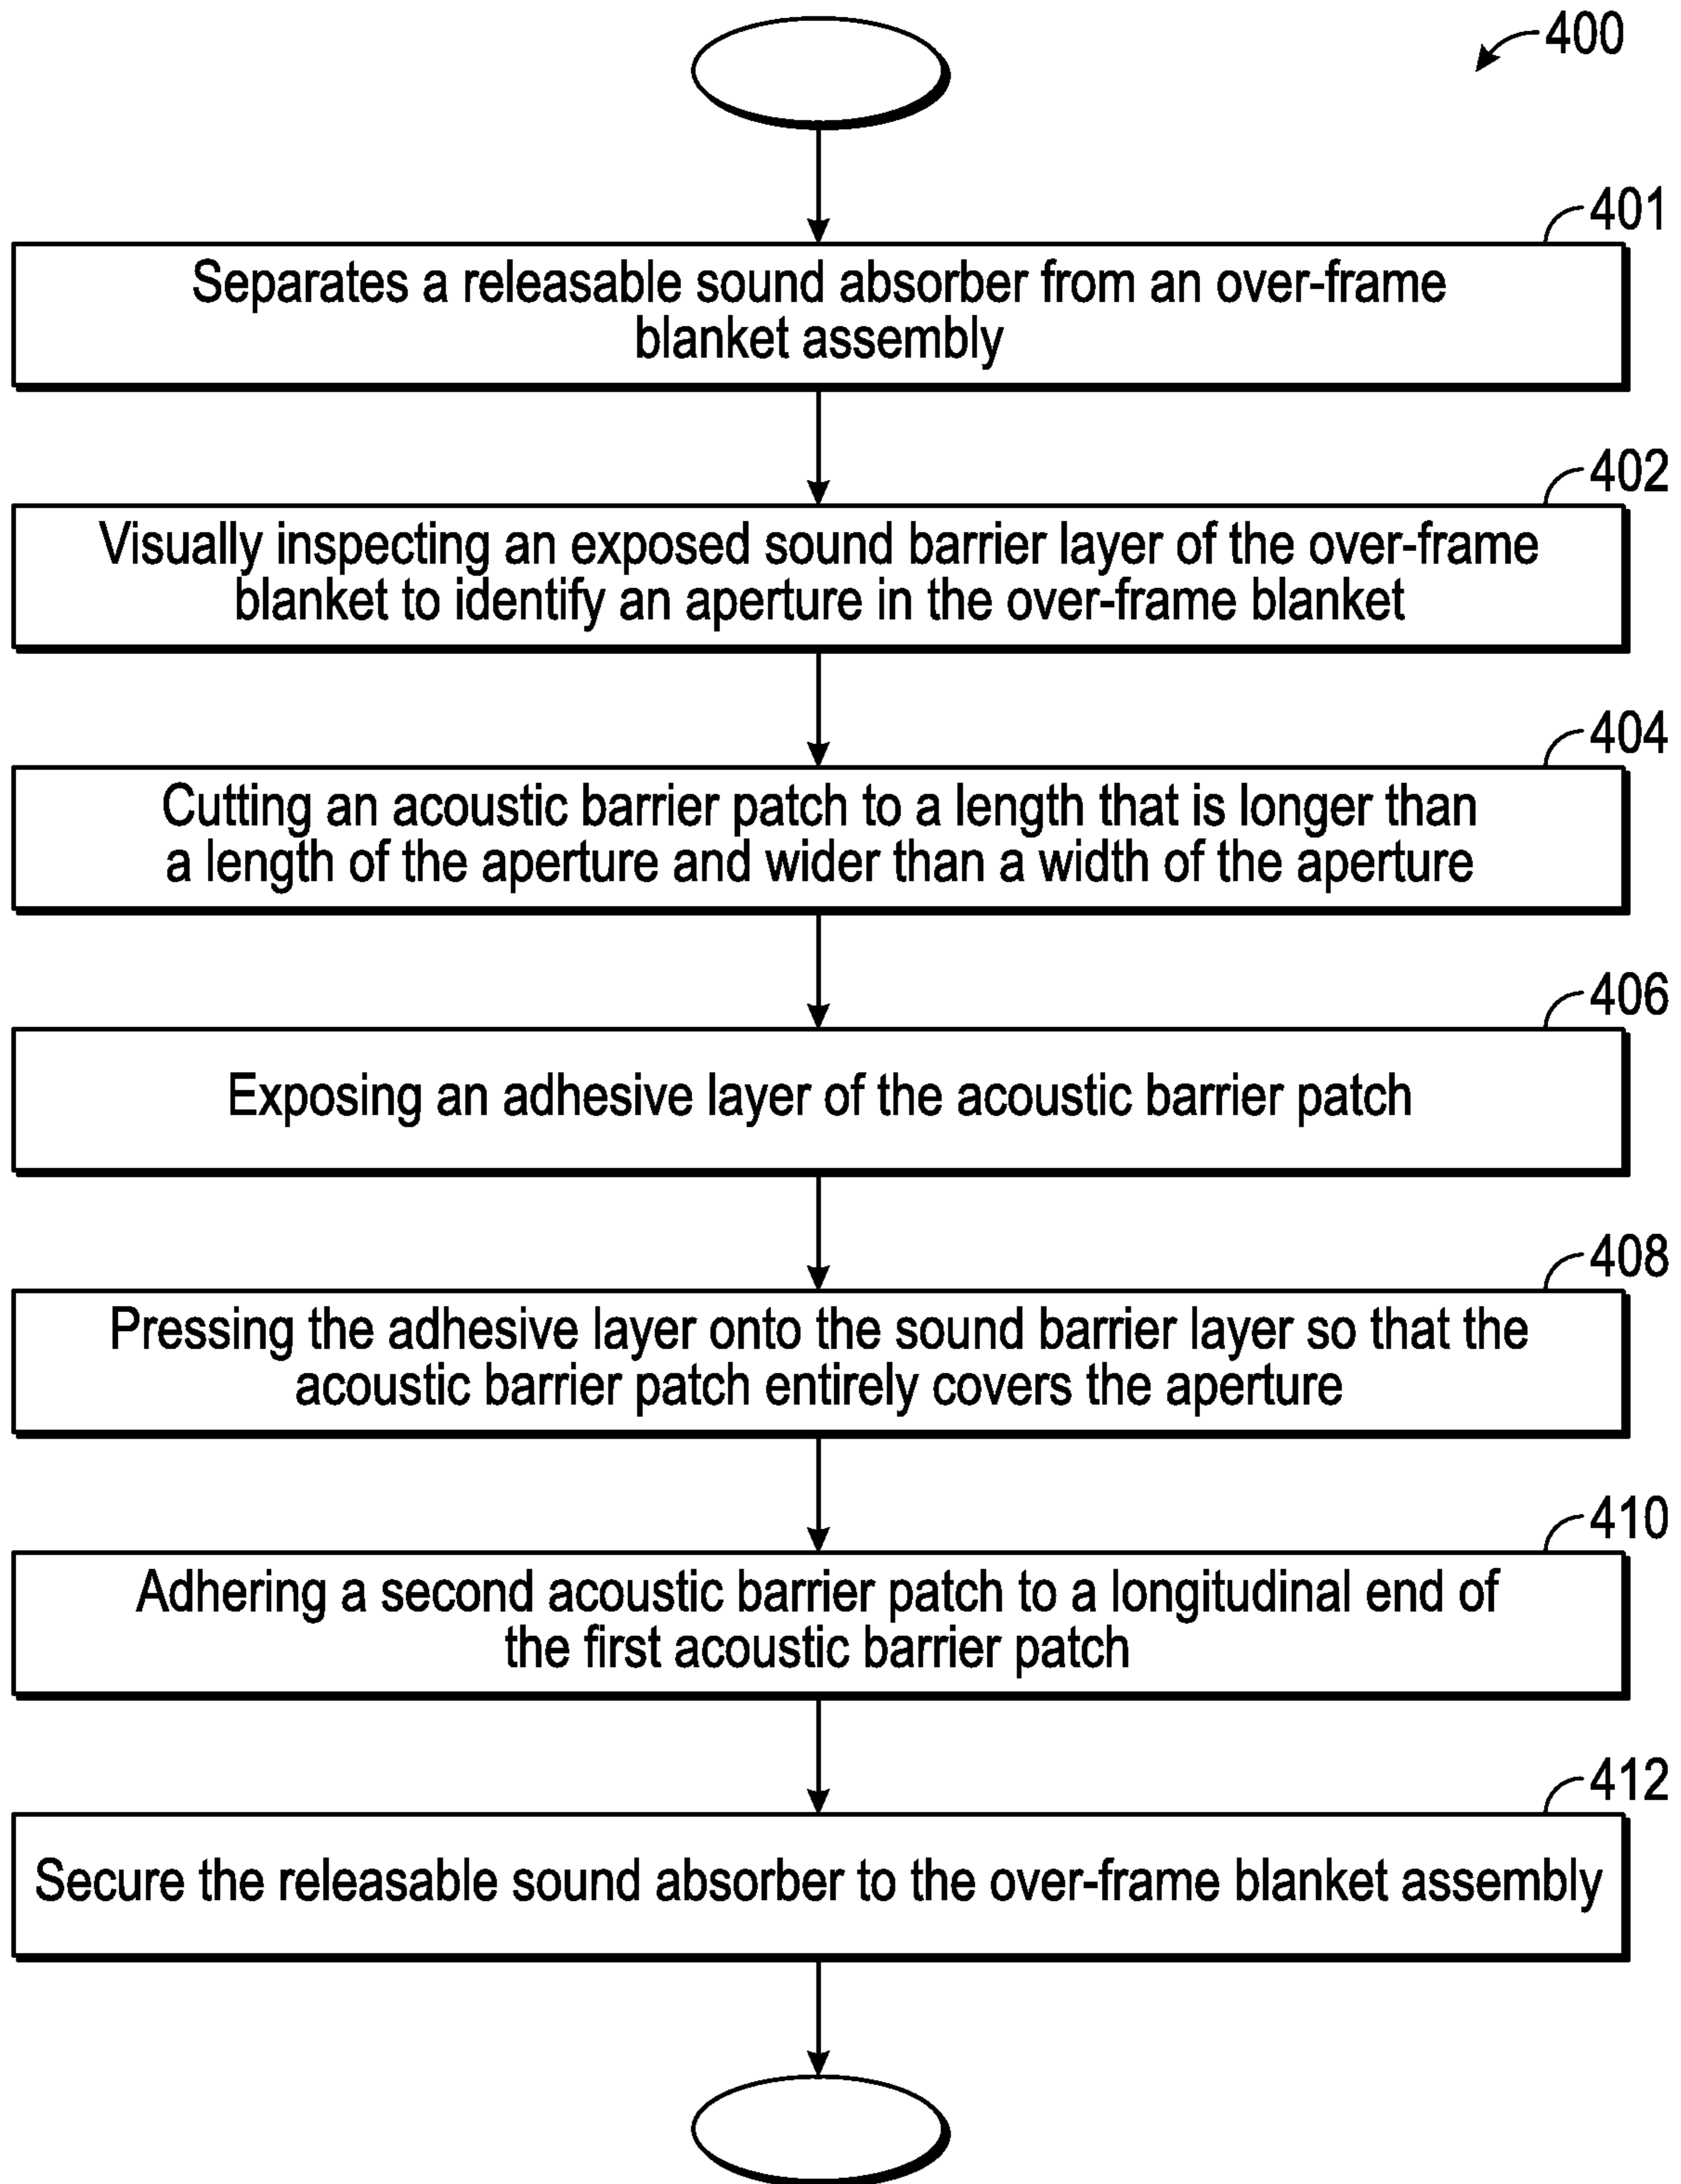 400
401
Separates a releasable sound absorber from an over-frame
blanket assembly
402
Visually inspecting an exposed sound barrier layer of the over-frame
blanket to identify an aperture in the over-frame blanket
404
Cutting an acoustic barrier patch to a length that is longer than
a length of the aperture and wider than a width of the aperture
406
Exposing an adhesive layer of the acoustic barrier patch
408
Pressing the adhesive layer onto the sound barrier layer so that the
acoustic barrier patch entirely covers the aperture
410
Adhering a second acoustic barrier patch to a longitudinal end of
the first acoustic barrier patch
412
Secure the releasable sound absorber to the over-frame blanket assembly